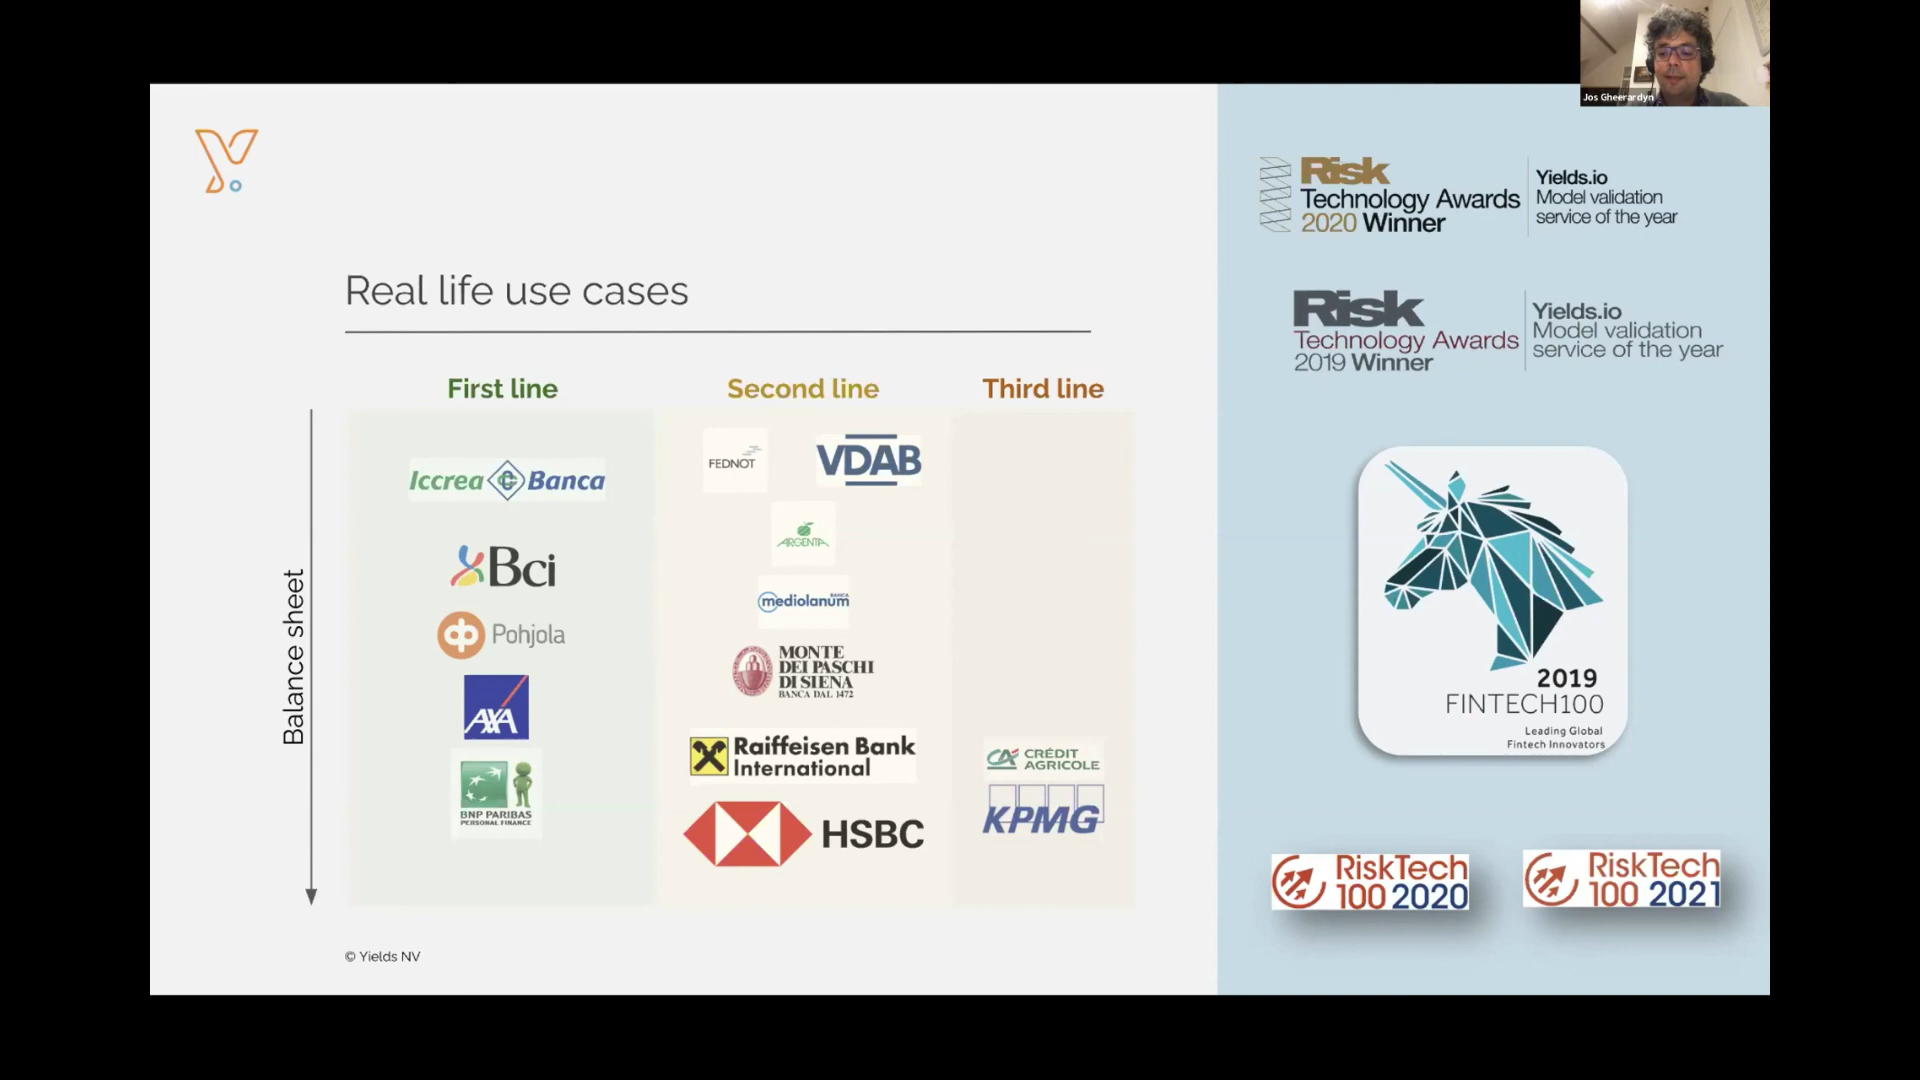 Jos Gheerardyn
Real life use cases
First line
Second line
Third line
Balance sheet
Iccrea Banca
Bci
OP Pohjola
AXA
BNP PARIBAS
PERSONAL FINANCE
FEDNOT
VDAB
ARGENTA
BANCA
mediolanum
MONTE
DEI PASCHI
DI SIENA
BANCA DAL 1472
Raiffeisen Bank
International
HSBC
CA CRÉDIT
AGRICOLE
KPMG
© Yields NV
Risk
Technology Awards
2020 Winner
Yields.io
Model validation
service of the year
Risk
Technology Awards
2019 Winner
Yields.io
Model validation
service of the year
2019
FINTECH100
Leading Global
Fintech Innovators
RiskTech
100 2020
RiskTech
100 2021